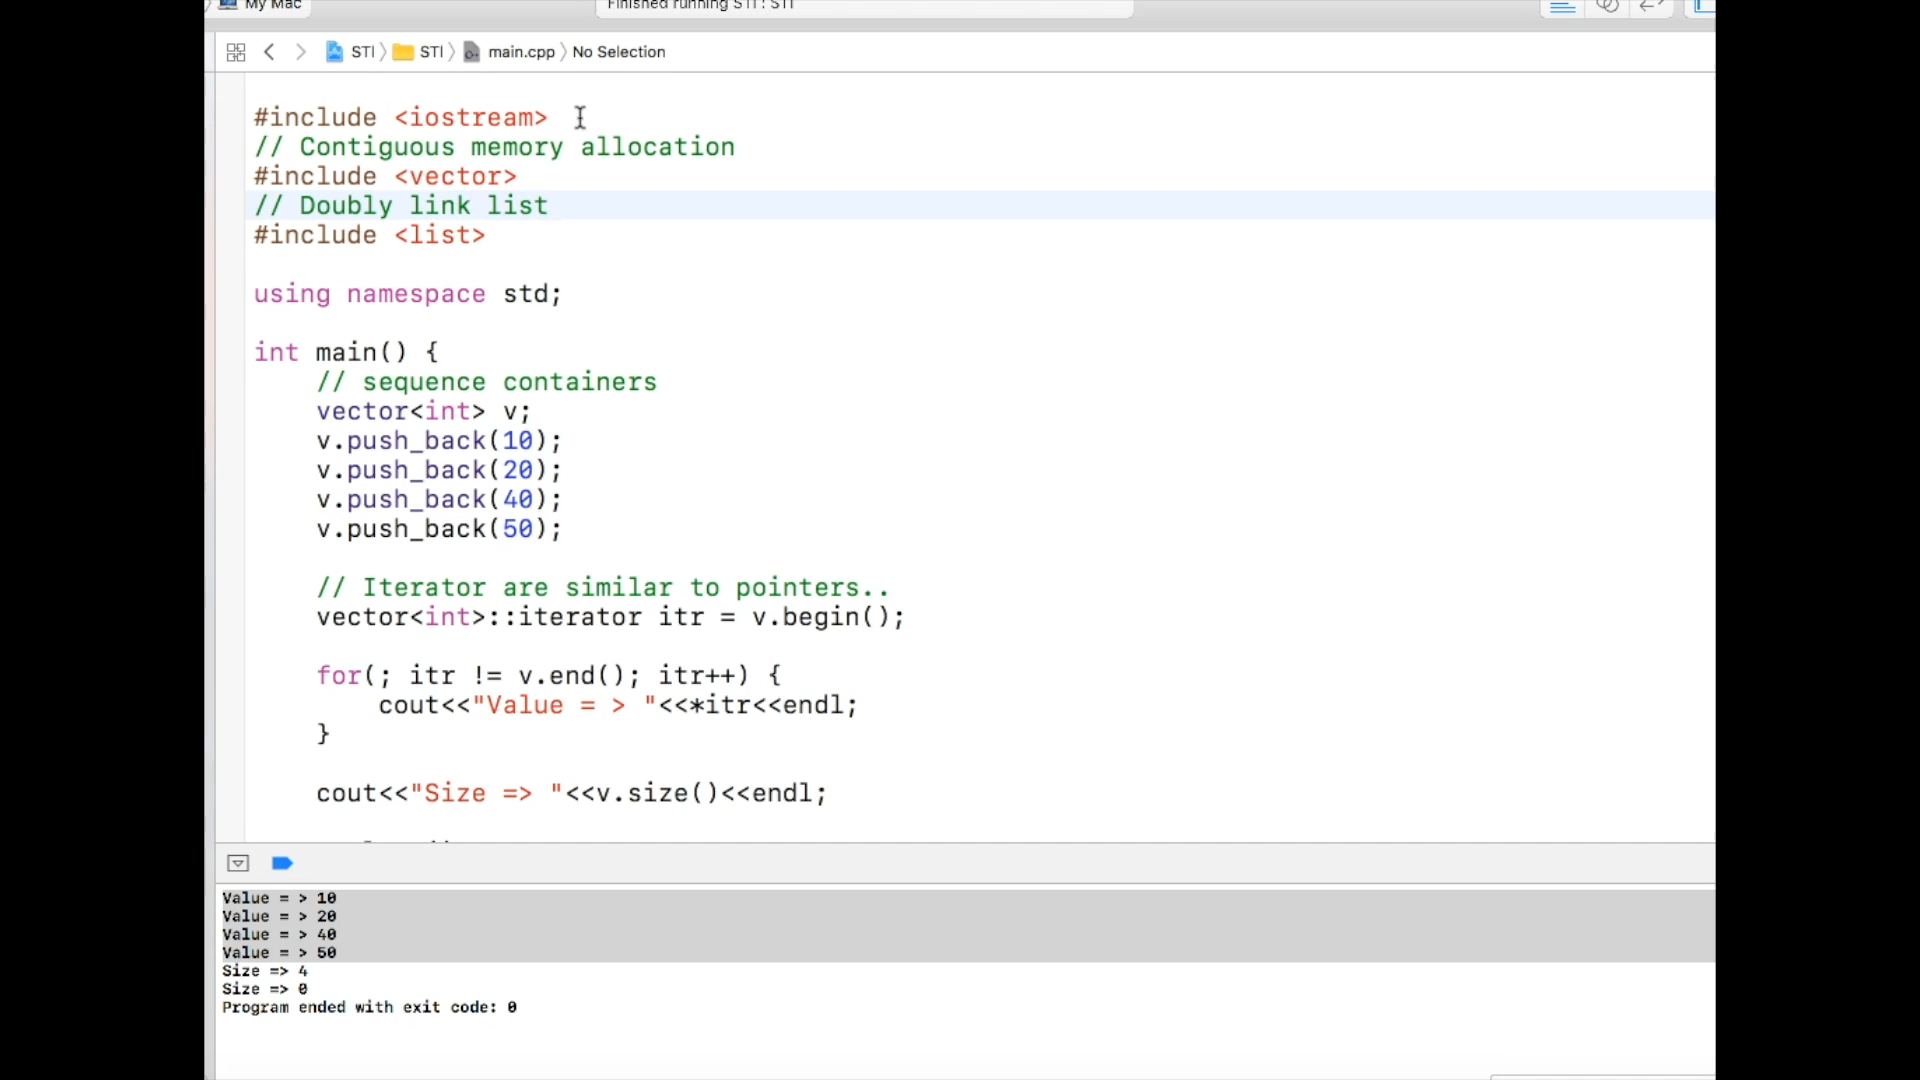 My Mac
Finished running STI : STI
STI 〉 STI 〉 main.cpp 〉 No Selection
#include <iostream>
// Contiguous memory allocation
#include <vector>
// Doubly link list
#include <list>
using namespace std;
int main() {
// sequence containers
vector<int> v;
v.push_back(10);
v.push_back(20);
v.push_back(40);
v.push_back(50);
// Iterator are similar to pointers..
vector<int>::iterator itr = v.begin();
for(; itr != v.end(); itr++) {
cout<<"Value = > "<<*itr<<endl;
}
cout<<"Size => "<<v.size()<<endl;
Value = > 10
Value = > 20
Value = > 40
Value = > 50
Size => 4
Size => 0
Program ended with exit code: 0